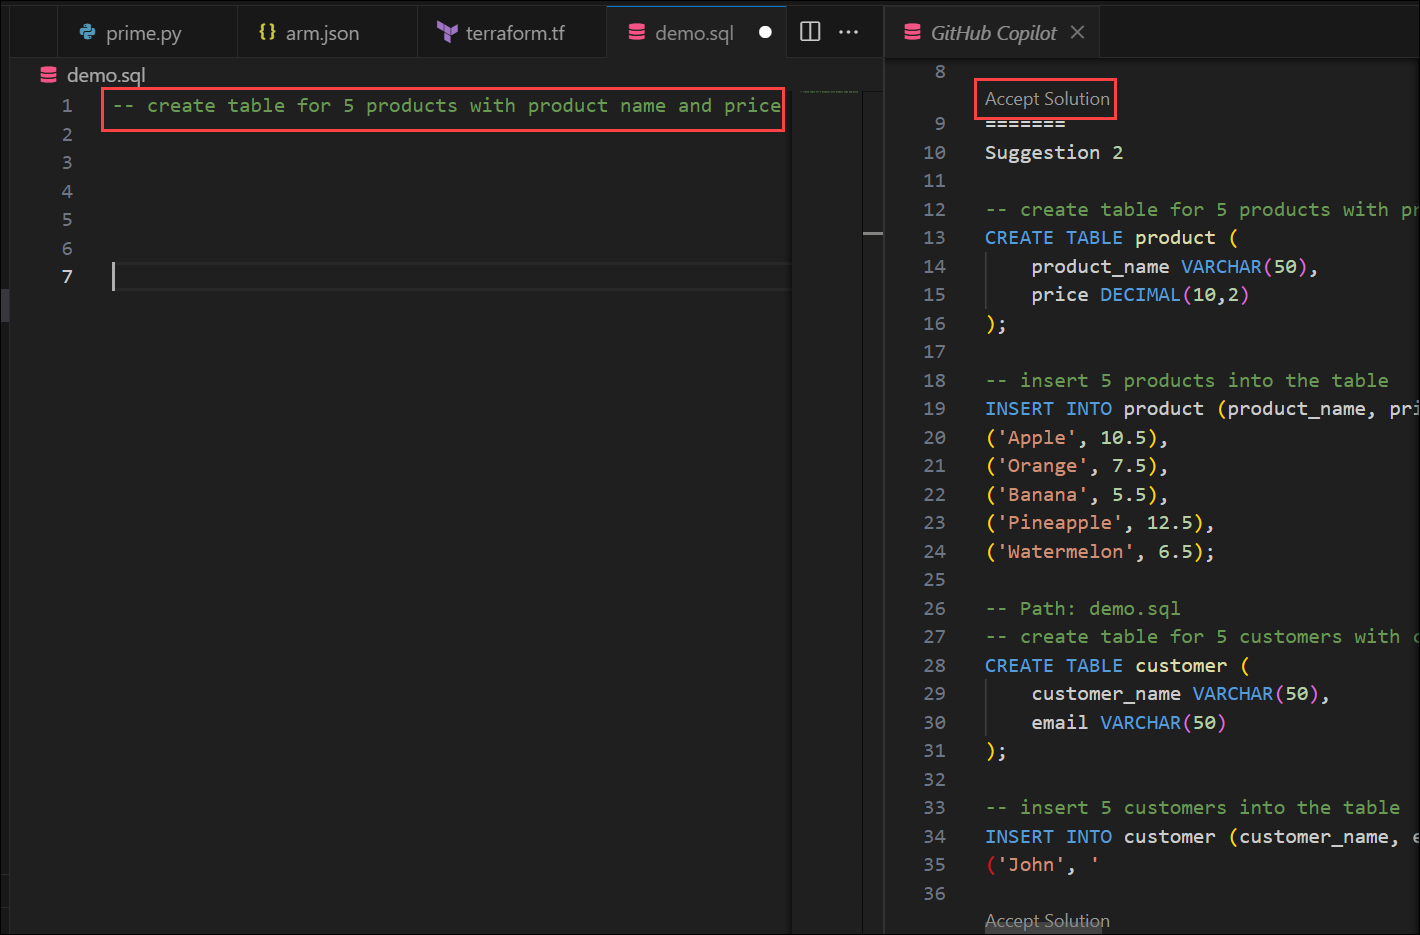 prime.py
arm.json
terraform.tf
demo.sql
GitHub Copilot
demo.sql
1 -- create table for 5 products with product name and price
2
3
4
5
6
7
8
Accept Solution
9 =======
10 Suggestion 2
11
12 -- create table for 5 products with pr
13 CREATE TABLE product (
14 product_name VARCHAR(50),
15 price DECIMAL(10,2)
16 );
17
18 -- insert 5 products into the table
19 INSERT INTO product (product_name, pri
20 ('Apple', 10.5),
21 ('Orange', 7.5),
22 ('Banana', 5.5),
23 ('Pineapple', 12.5),
24 ('Watermelon', 6.5);
25
26 -- Path: demo.sql
27 -- create table for 5 customers with c
28 CREATE TABLE customer (
29 customer_name VARCHAR(50),
30 email VARCHAR(50)
31 );
32
33 -- insert 5 customers into the table
34 INSERT INTO customer (customer_name, e
35 ('John', '
36
Accept Solution